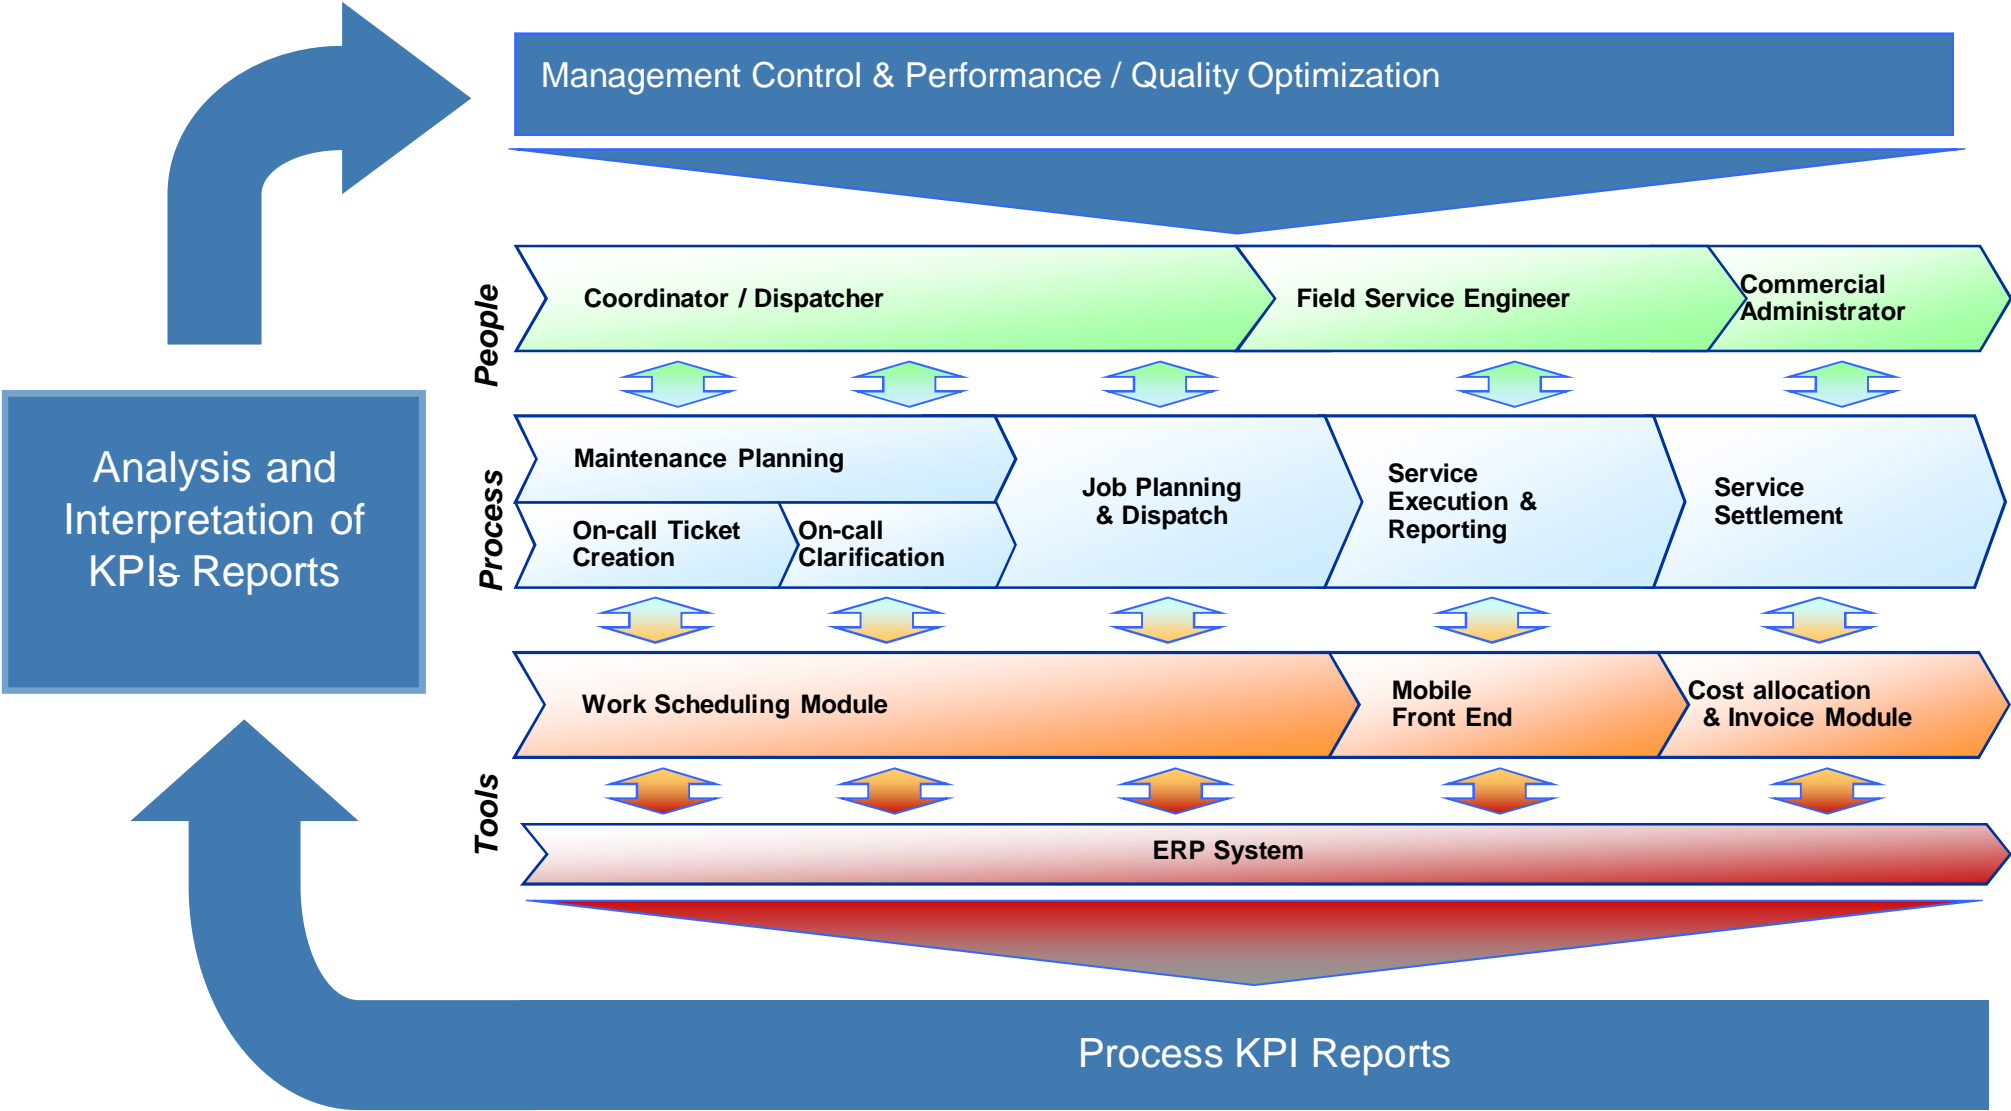 Management Control & Performance / Quality Optimization
People
Coordinator / Dispatcher
Field Service Engineer
Commercial
Administrator
Analysis and
Interpretation of
KPIs Reports
Process
Maintenance Planning
On-call Ticket
Creation
On-call
Clarification
Job Planning
& Dispatch
Service
Execution &
Reporting
Service
Settlement
Tools
Work Scheduling Module
Mobile
Front End
Cost allocation
& Invoice Module
ERP System
Process KPI Reports